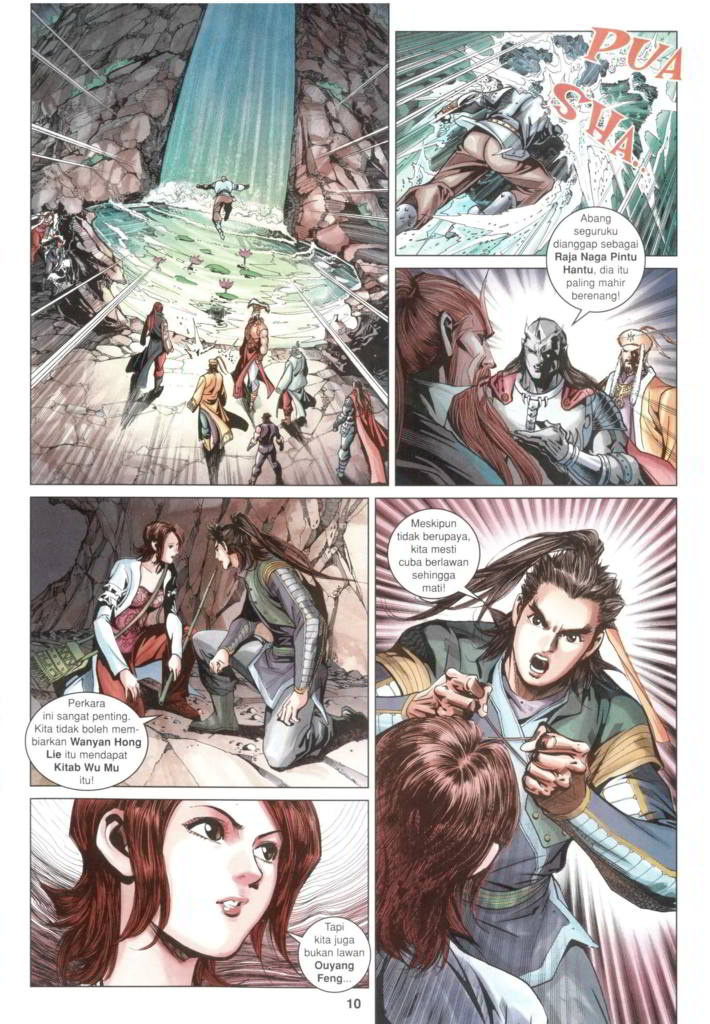 PUA
SHA..
Abang
seguruku
dianggap sebagai
Raja Naga Pintu
Hantu, dia itu
paling mahir
berenang!
Perkara
ini sangat penting.
Kita tidak boleh mem-
biarkan Wanyan Hong
Lie itu mendapat
Kitab Wu Mu
itu!
Meskipun
tidak berupaya,
kita mesti
cuba berlawan
sehingga
mati!
Tapi
kita juga
bukan lawan
Ouyang
Feng...
10